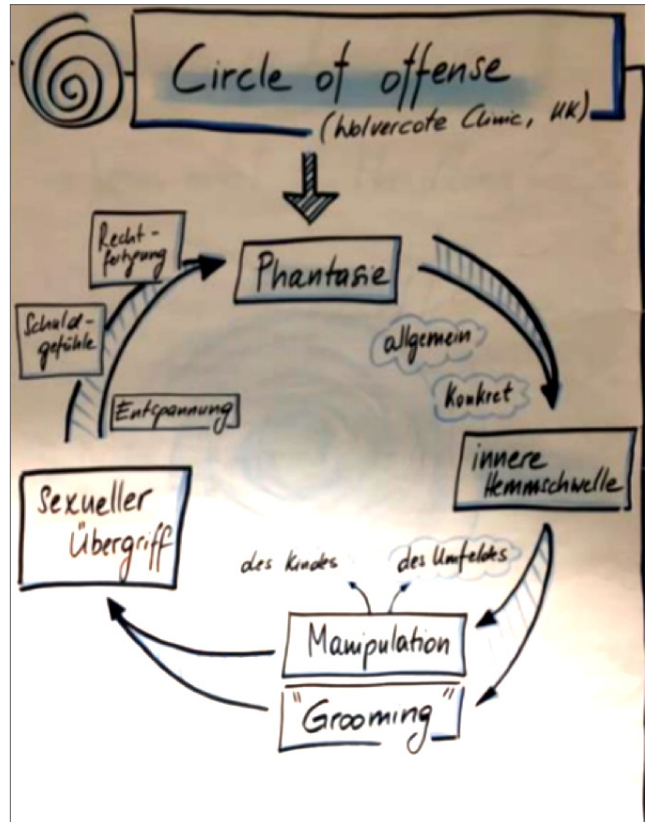 Circle of offense
(Wolvercote Clinic, UK)
Phantasie
Recht-
fertigung
Schuld-
gefühle
Entspannung
allgemein
Konkret
innere
Hemmschwelle
Sexueller
Übergriff
des Kindes
des Umfeldes
Manipulation
"Grooming"